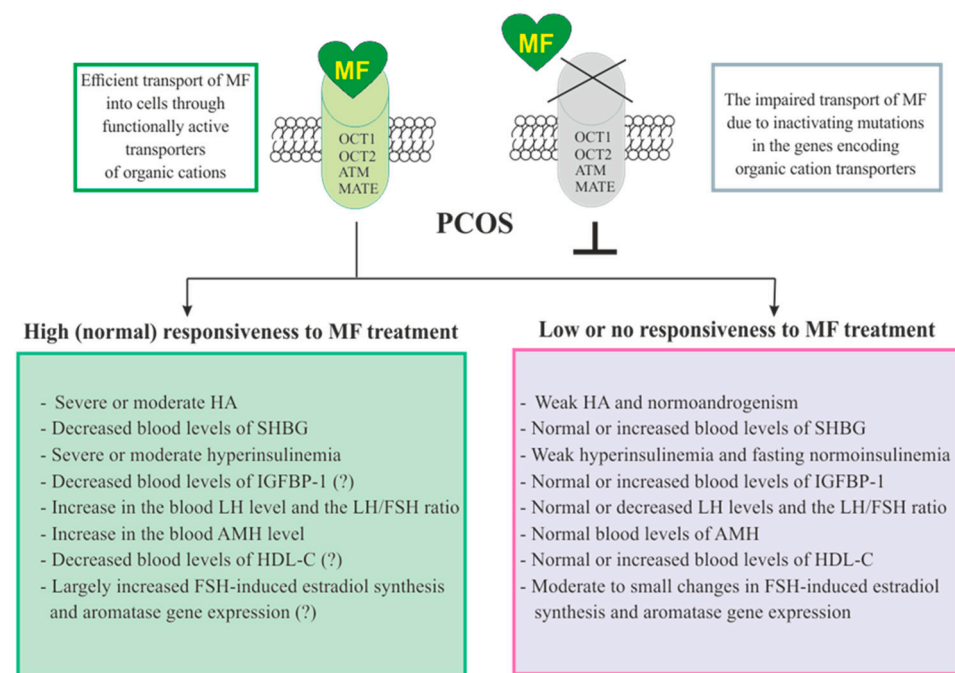 MF
MF
Efficient transport of MF
into cells through
functionally active
transporters
of organic cations
OCT1
OCT2
ATM
MATE
OCT1
OCT2
ATM
MATE
The impaired transport of MF
due to inactivating mutations
in the genes encoding
organic cation transporters
PCOS
High (normal) responsiveness to MF treatment
- Severe or moderate HA
- Decreased blood levels of SHBG
- Severe or moderate hyperinsulinemia
- Decreased blood levels of IGFBP-1 (?)
- Increase in the blood LH level and the LH/FSH ratio
- Increase in the blood AMH level
- Decreased blood levels of HDL-C (?)
- Largely increased FSH-induced estradiol synthesis
and aromatase gene expression (?)
Low or no responsiveness to MF treatment
- Weak HA and normoandrogenism
- Normal or increased blood levels of SHBG
- Weak hyperinsulinemia and fasting normoinsulinemia
- Normal or increased blood levels of IGFBP-1
- Normal or decreased LH levels and the LH/FSH ratio
- Normal blood levels of AMH
- Normal or increased blood levels of HDL-C
- Moderate to small changes in FSH-induced estradiol
synthesis and aromatase gene expression